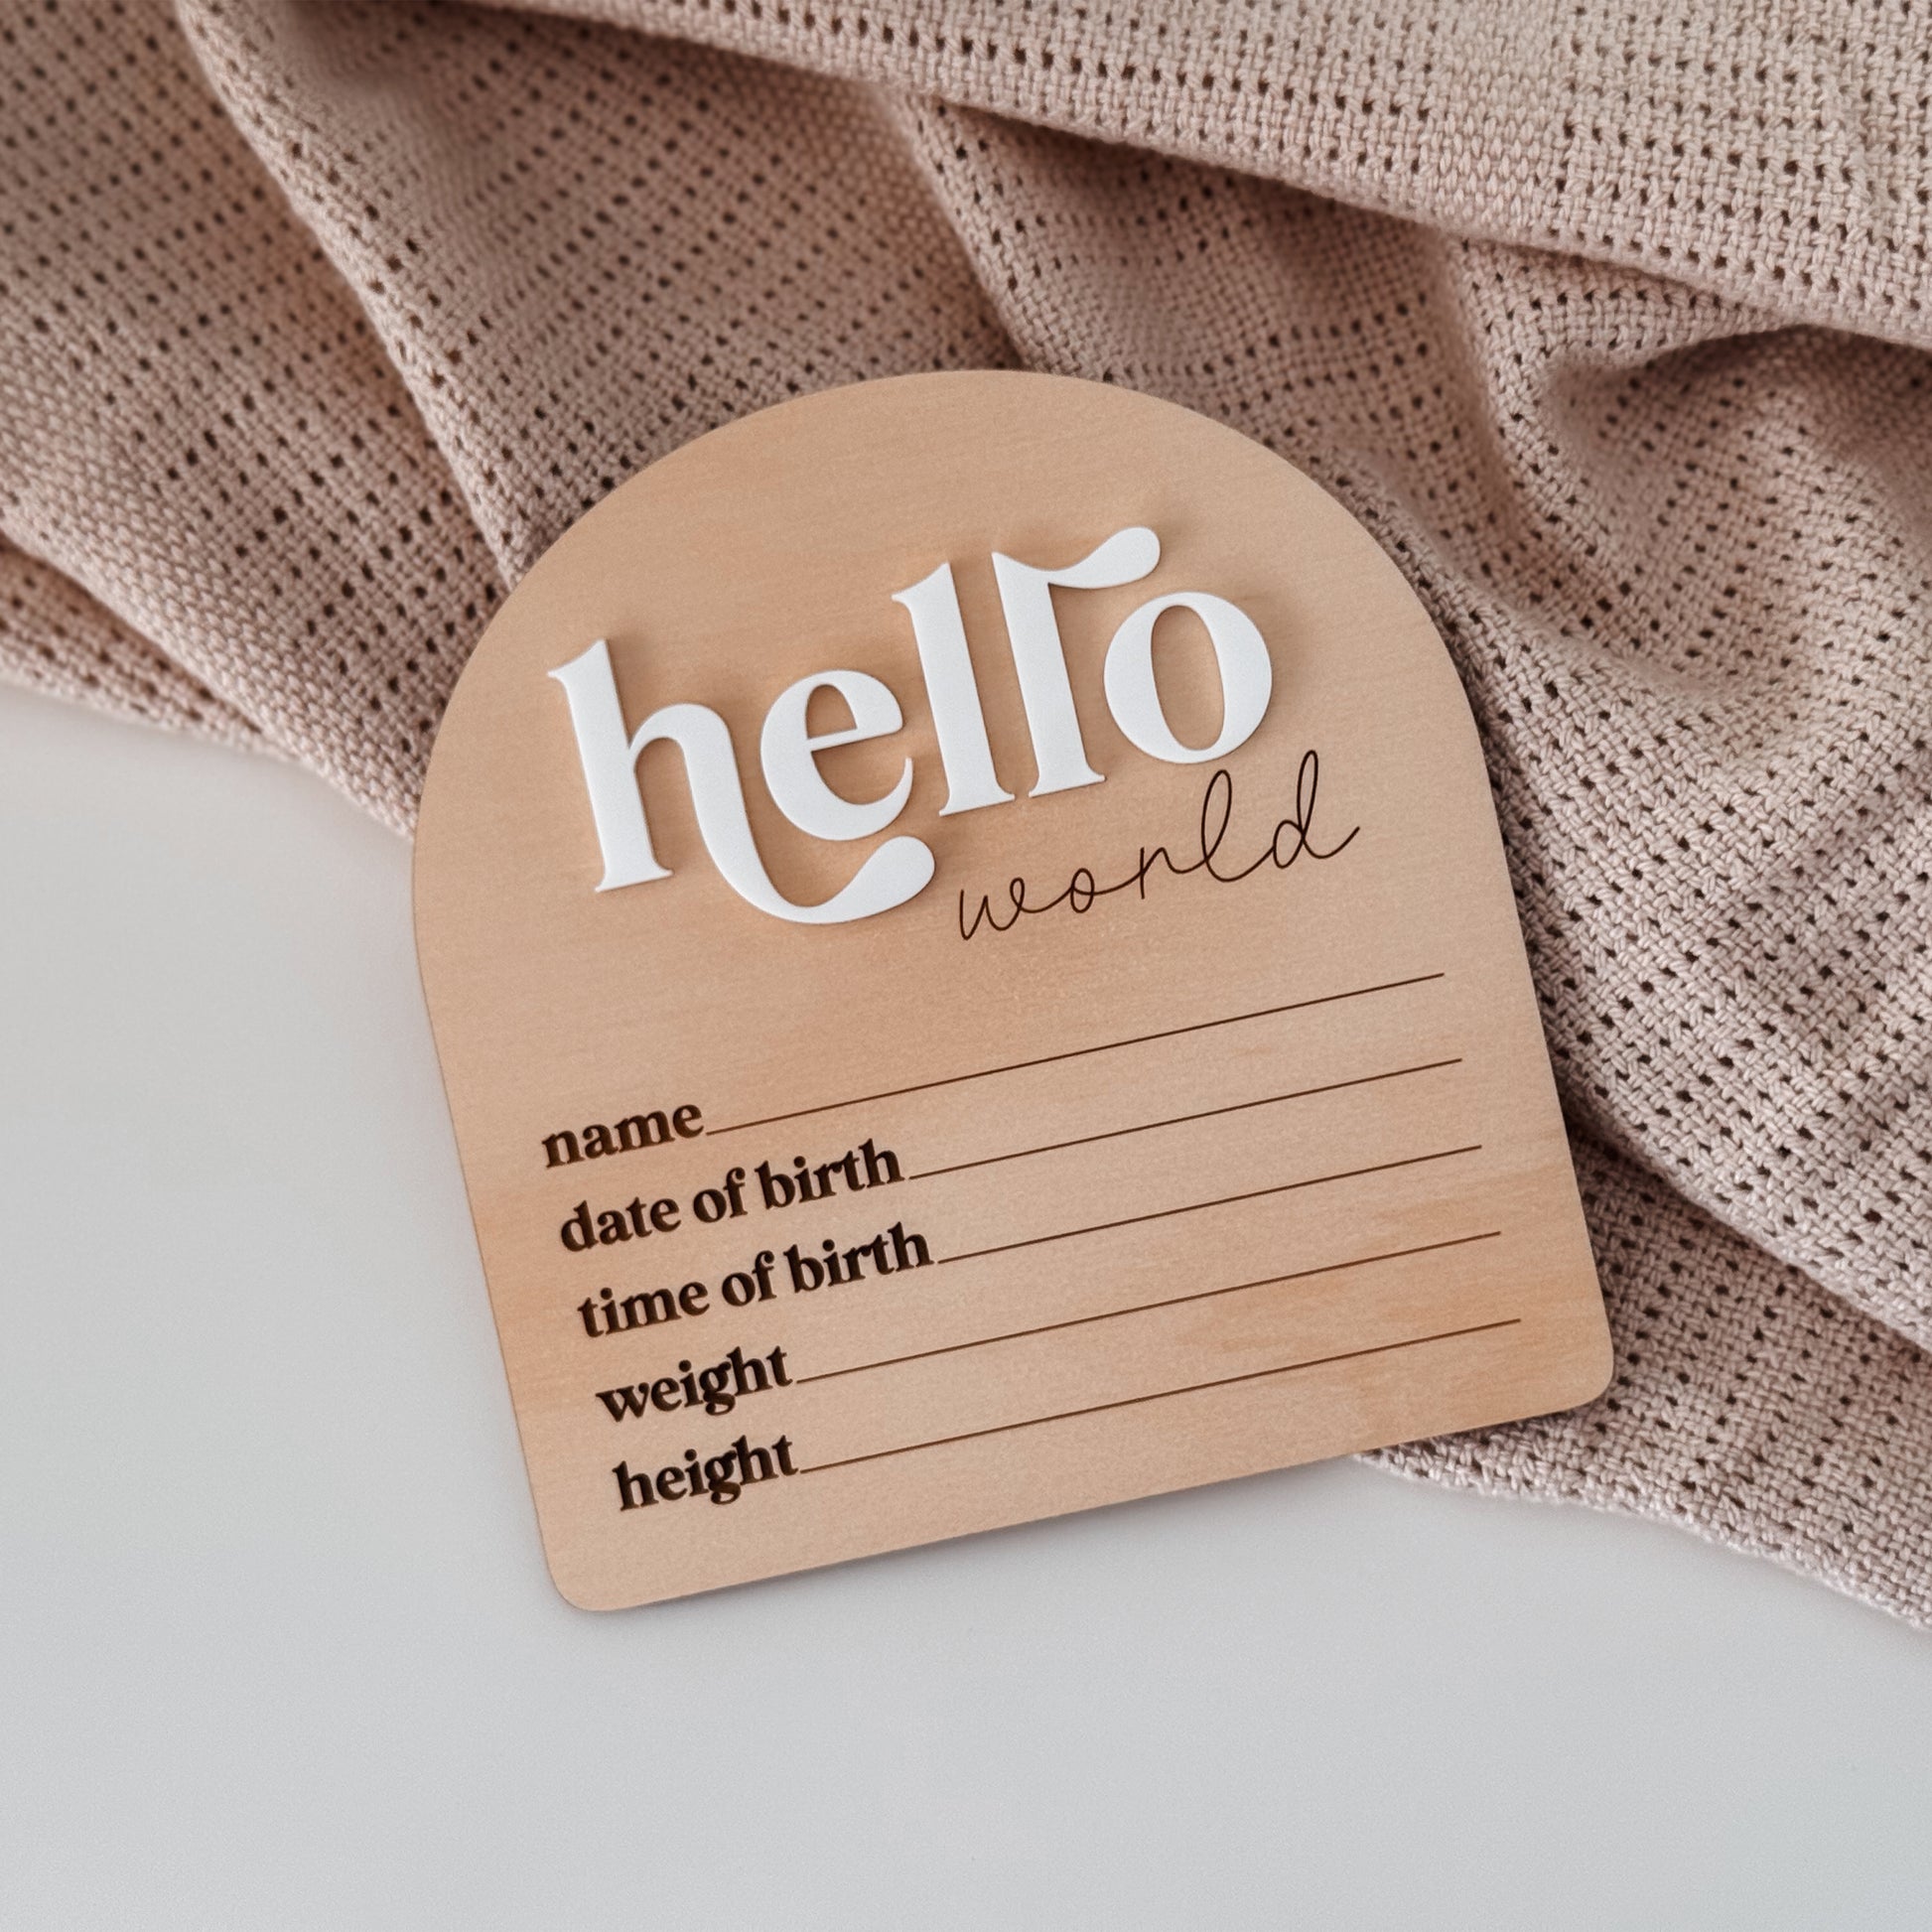 hello
world
name
date of birth
time of birth
weight
height